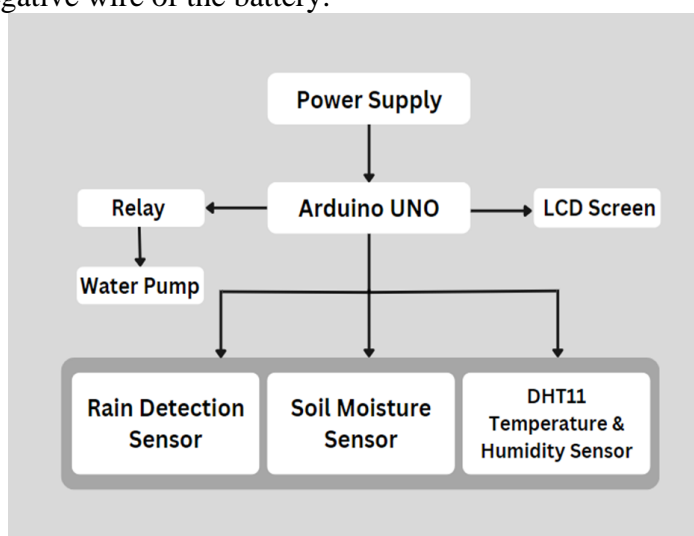 gative wire of the battery.
Power Supply
Relay
Arduino UNO
LCD Screen
Water Pump
Rain Detection
Sensor
Soil Moisture
Sensor
DHT11
Temperature &
Humidity Sensor